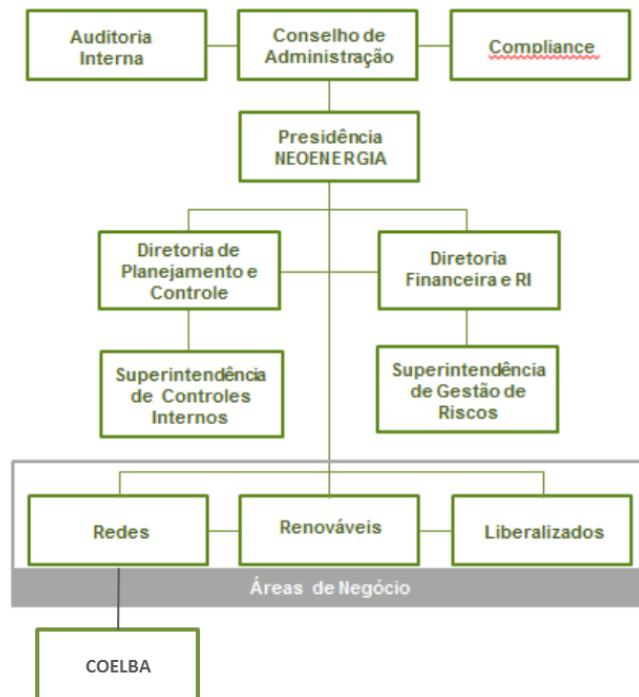 Auditoria
Interna
Conselho de
Administração
Compliance
Presidência
NEOENERGIA
Diretoria de
Planejamento e
Controle
Diretoria
Financeira e RI
Superintendência
de Controles
Internos
Superintendência
de Gestão de
Riscos
Redes
Renováveis
Liberalizados
Áreas de Negócio
COELBA